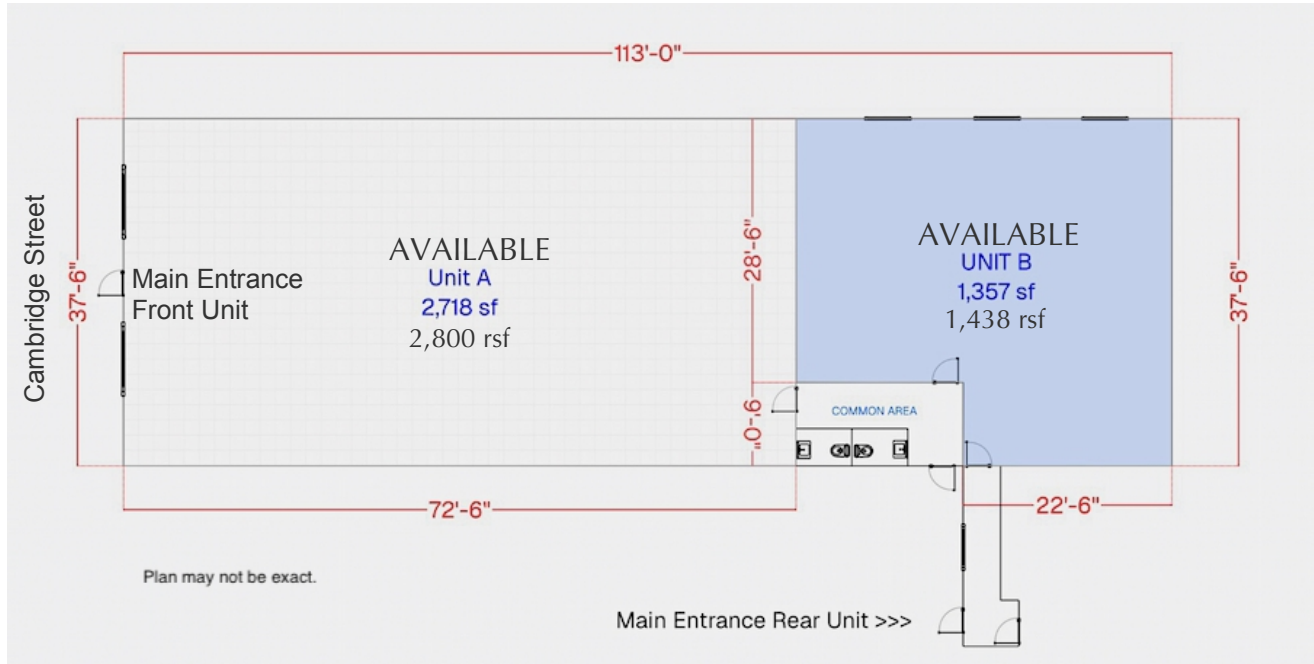 113'-0"
Cambridge Street
37'-6"
Main Entrance
Front Unit
AVAILABLE
Unit A
2,718 sf
2,800 rsf
28'-6"
9'-0"
AVAILABLE
UNIT B
1,357 sf
1,438 rsf
37'-6"
COMMON AREA
72'-6"
22'-6"
Plan may not be exact.
Main Entrance Rear Unit >>>